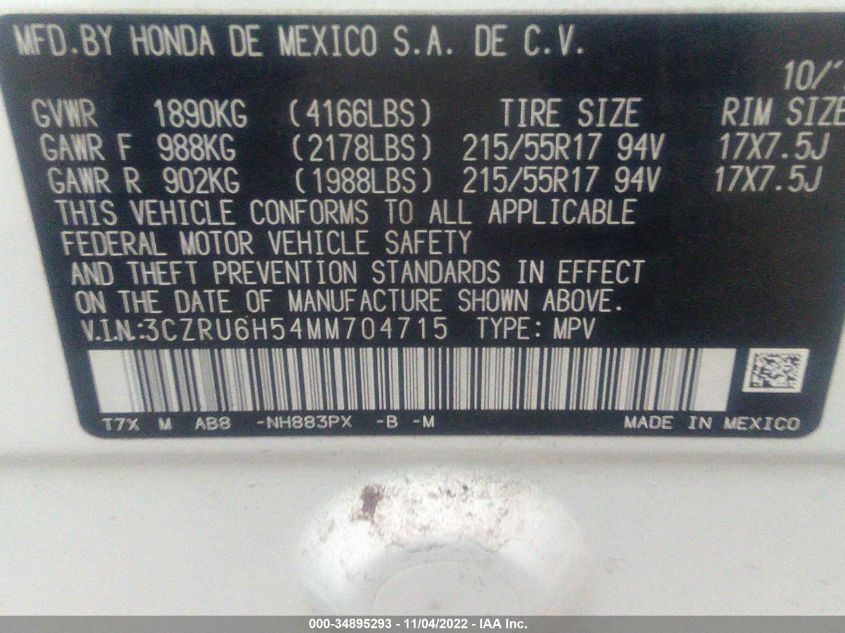 MFD.BY HONDA DE MEXICO S.A. DE C.V.
10/
GVWR 1890KG (4166LBS) TIRE SIZE RIM SIZE
GAWR F 988KG (2178LBS) 215/55R17 94V 17X7.5J
GAWR R 902KG (1988LBS) 215/55R17 94V 17X7.5J
THIS VEHICLE CONFORMS TO ALL APPLICABLE
FEDERAL MOTOR VEHICLE SAFETY
AND THEFT PREVENTION STANDARDS IN EFFECT
ON THE DATE OF MANUFACTURE SHOWN ABOVE.
V.I.N.:3CZRU6H54MM704715 TYPE: MPV
T7X M AB8 -NH883PX -B -M MADE IN MEXICO
000-34895293 - 11/04/2022 - IAA Inc.